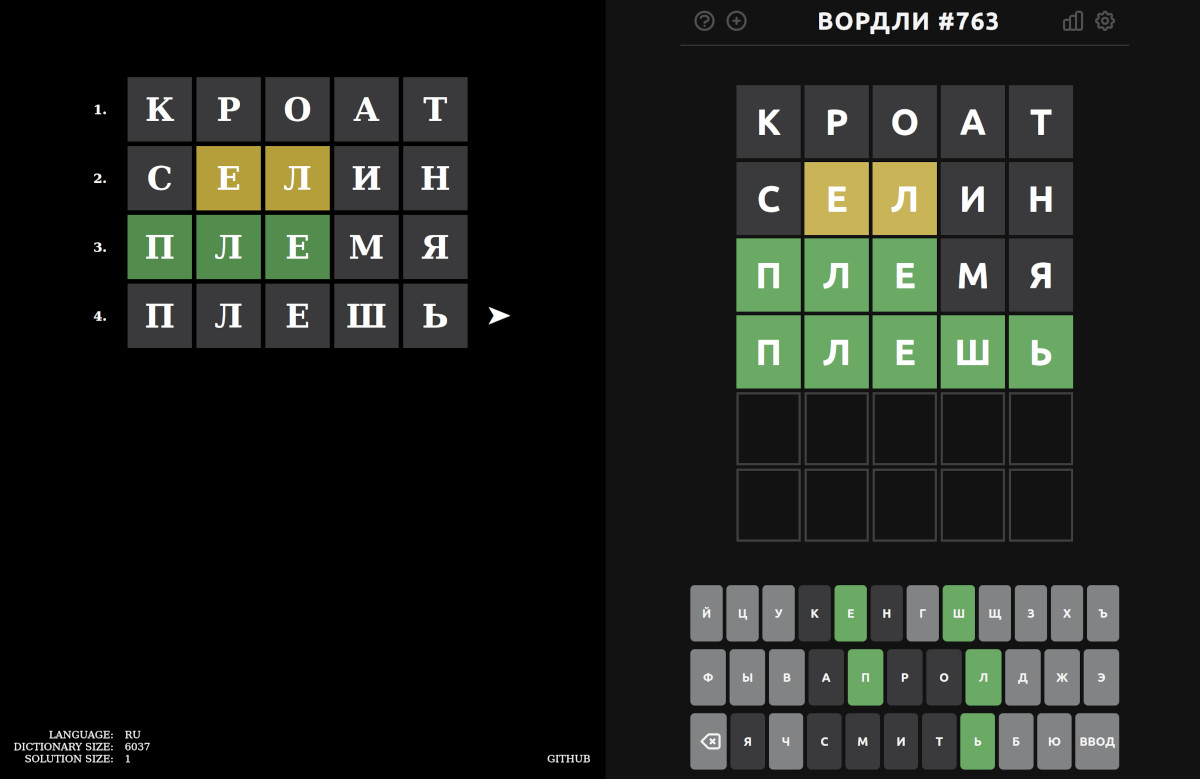 1. К Р О А Т
2. С Е Л И Н
3. П Л Е М Я
4. П Л Е Ш Ь
LANGUAGE: RU
DICTIONARY SIZE: 6037
SOLUTION SIZE: 1
GITHUB
ВОРДЛИ #763
К Р О А Т
С Е Л И Н
П Л Е М Я
П Л Е Ш Ь
Й Ц У К Е Н Г Ш Щ З Х Ъ
Ф Ы В А П Р О Л Д Ж Э
Я Ч С М И Т Ь Б Ю ВВОД